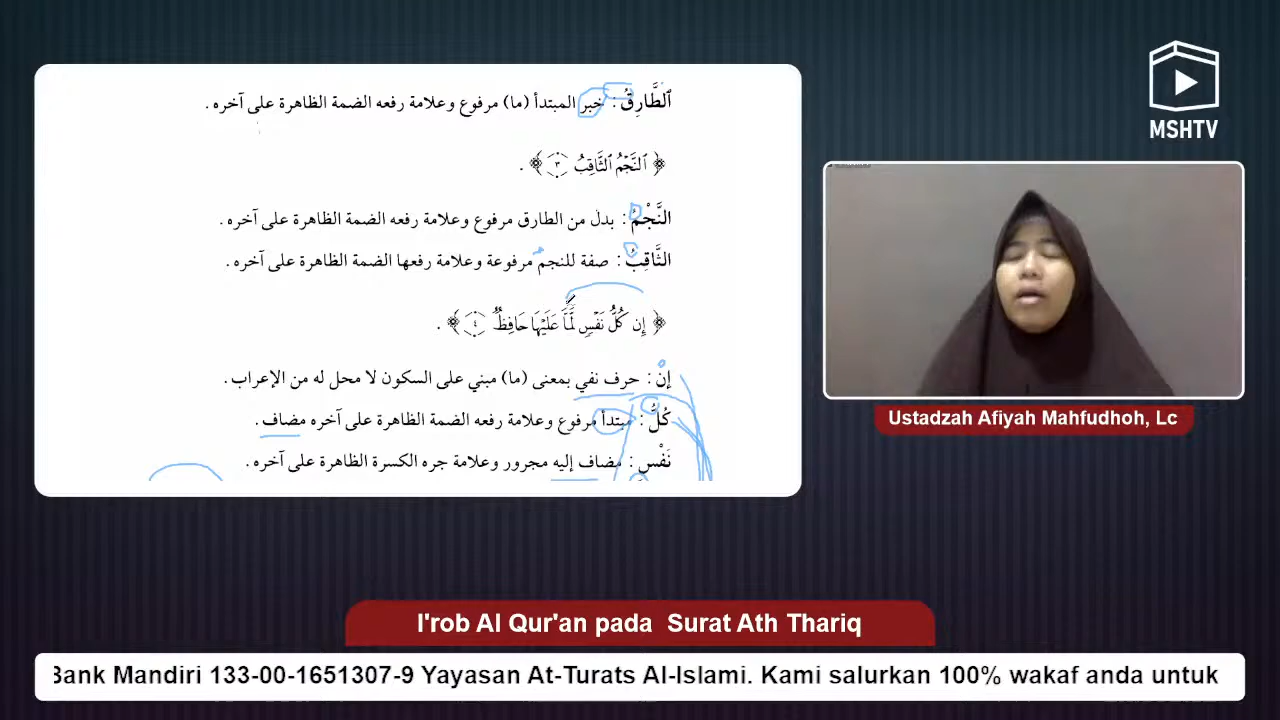 ٱلطَّارِقُ : خبر المبتدأ (ما) مرفوع وعلامة رفعه الضمة الظاهرة على آخره .
﴿ ٱلنَّجْمُ ٱلثَّاقِبُ ٣ ﴾ .
النَّجْمُ : بدل من الطارق مرفوع وعلامة رفعه الضمة الظاهرة على آخره .
الثَّاقِبُ : صفة للنجم مرفوعة وعلامة رفعها الضمة الظاهرة على آخره .
﴿ إِن كُلُّ نَفْسٍ لَّمَّا عَلَيْهَا حَافِظٌ ٤ ﴾ .
إنْ : حرف نفي بمعنى (ما) مبني على السكون لا محل له من الإعراب .
كُلُّ : مبتدأ مرفوع وعلامة رفعه الضمة الظاهرة على آخره مضاف .
نَفْسٍ : مضاف إليه مجرور وعلامة جره الكسرة الظاهرة على آخره .
MSHTV
Ustadzah Afiyah Mahfudhoh, Lc
I'rob Al Qur'an pada Surat Ath Thariq
Bank Mandiri 133-00-1651307-9 Yayasan At-Turats Al-Islami. Kami salurkan 100% wakaf anda untuk